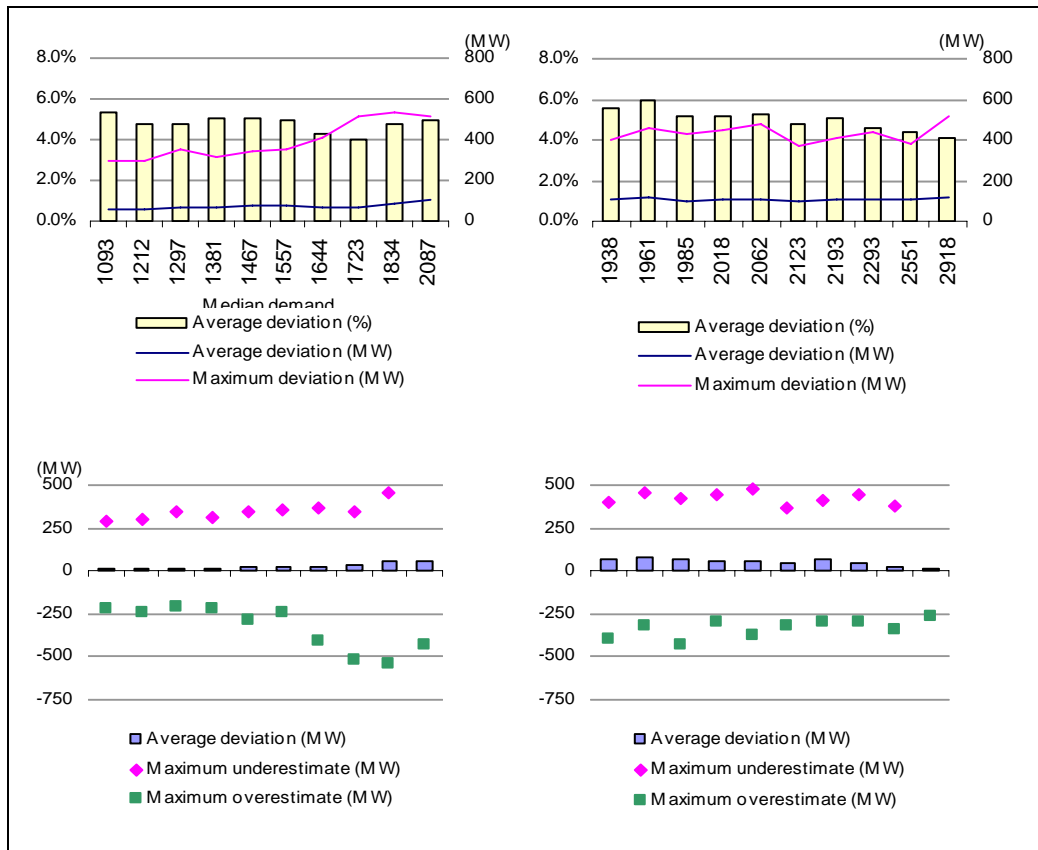 (MW) (MW)
8.0% 800 8.0% 800
6.0% 600 6.0% 600
4.0% 400 4.0% 400
2.0% 200 2.0% 200
0.0% 0 0.0% 0
1093 1212 1297 1381 1467 1557 1644 1723 1834 2087
1938 1961 1985 2018 2062 2123 2193 2293 2551 2918
Median demand
Average deviation (%)
Average deviation (MW)
Maximum deviation (MW)
Average deviation (%)
Average deviation (MW)
Maximum deviation (MW)
(MW)
500 500
250 250
0 0
-250 -250
-500 -500
-750 -750
Average deviation (MW)
Maximum underestimate (MW)
Maximum overestimate (MW)
Average deviation (MW)
Maximum underestimate (MW)
Maximum overestimate (MW)